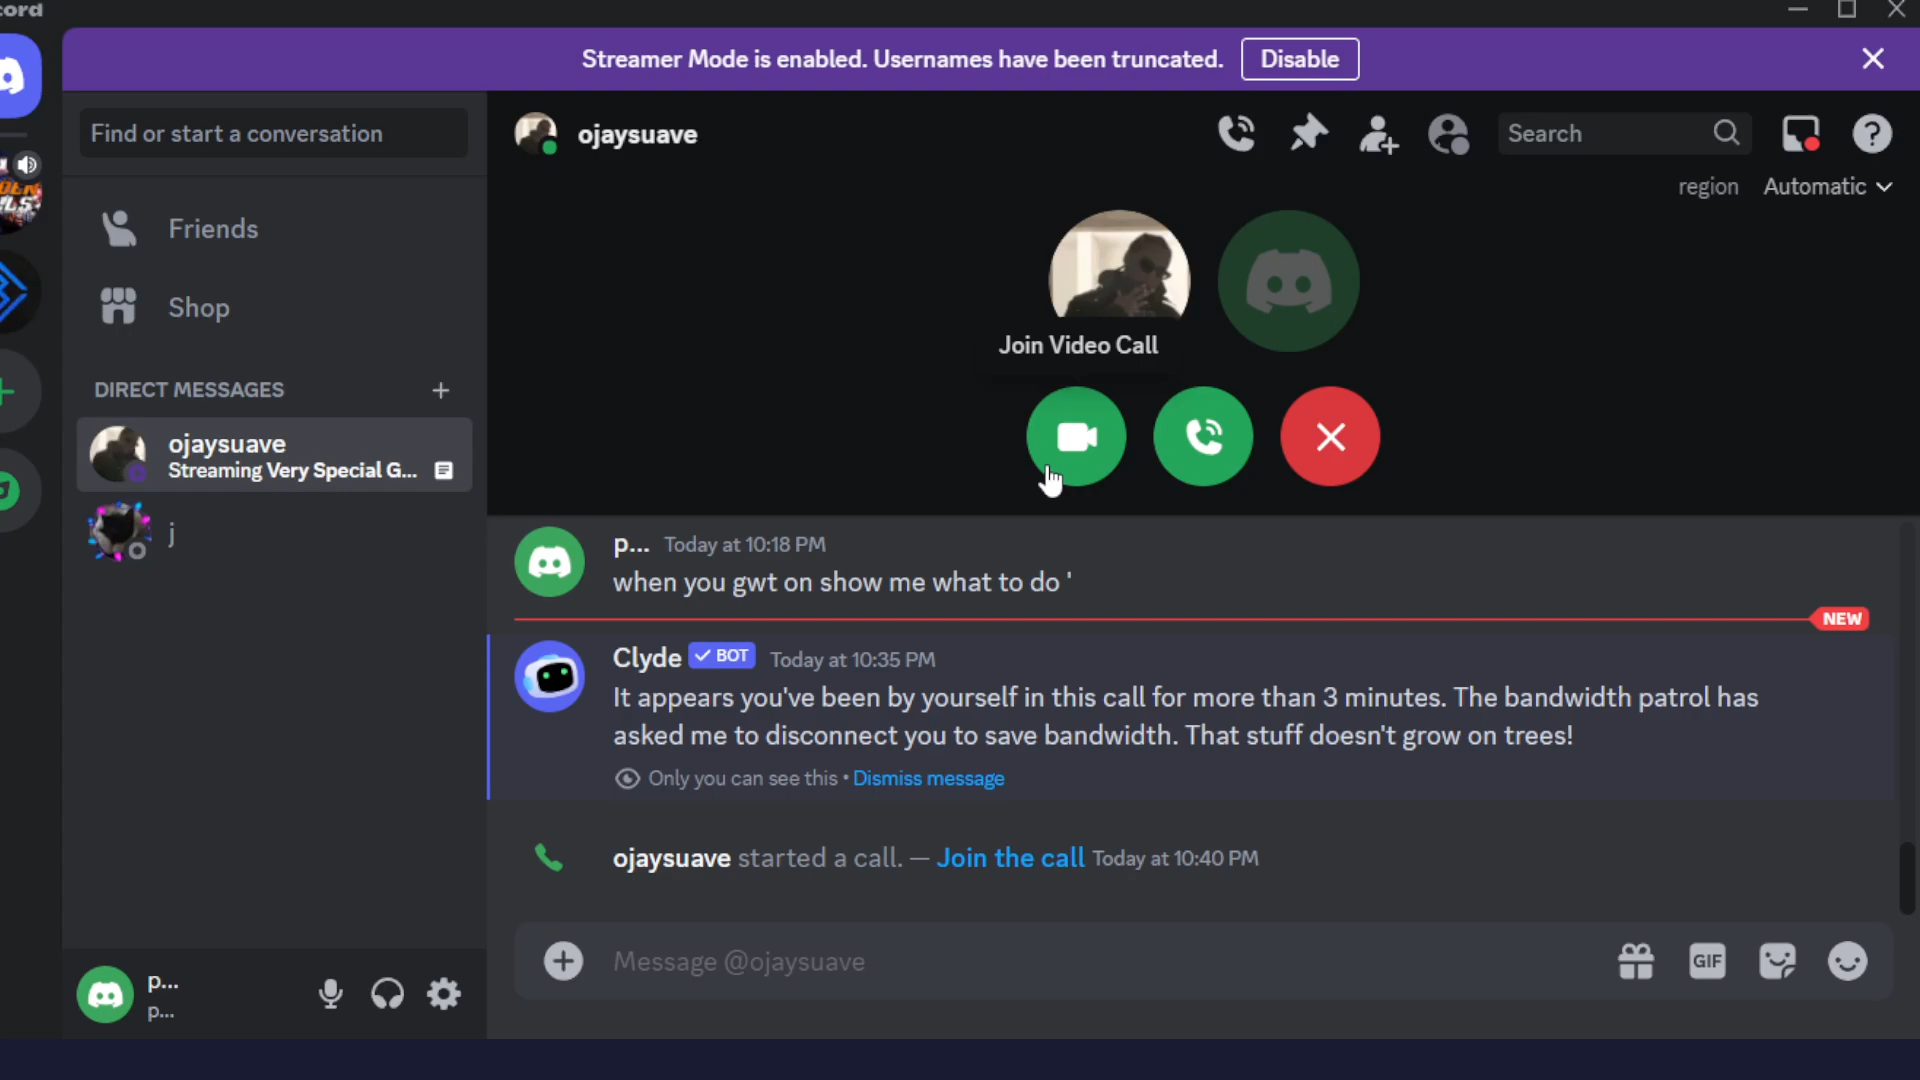 cord
Streamer Mode is enabled. Usernames have been truncated. Disable
Find or start a conversation
ojaysuave
Search
region Automatic
Friends
Shop
Join Video Call
DIRECT MESSAGES
ojaysuave
Streaming Very Special G...
j
p... Today at 10:18 PM
when you gwt on show me what to do '
NEW
Clyde BOT Today at 10:35 PM
It appears you've been by yourself in this call for more than 3 minutes. The bandwidth patrol has
asked me to disconnect you to save bandwidth. That stuff doesn't grow on trees!
Only you can see this • Dismiss message
ojaysuave started a call. — Join the call Today at 10:40 PM
Message @ojaysuave
GIF
p...
p...